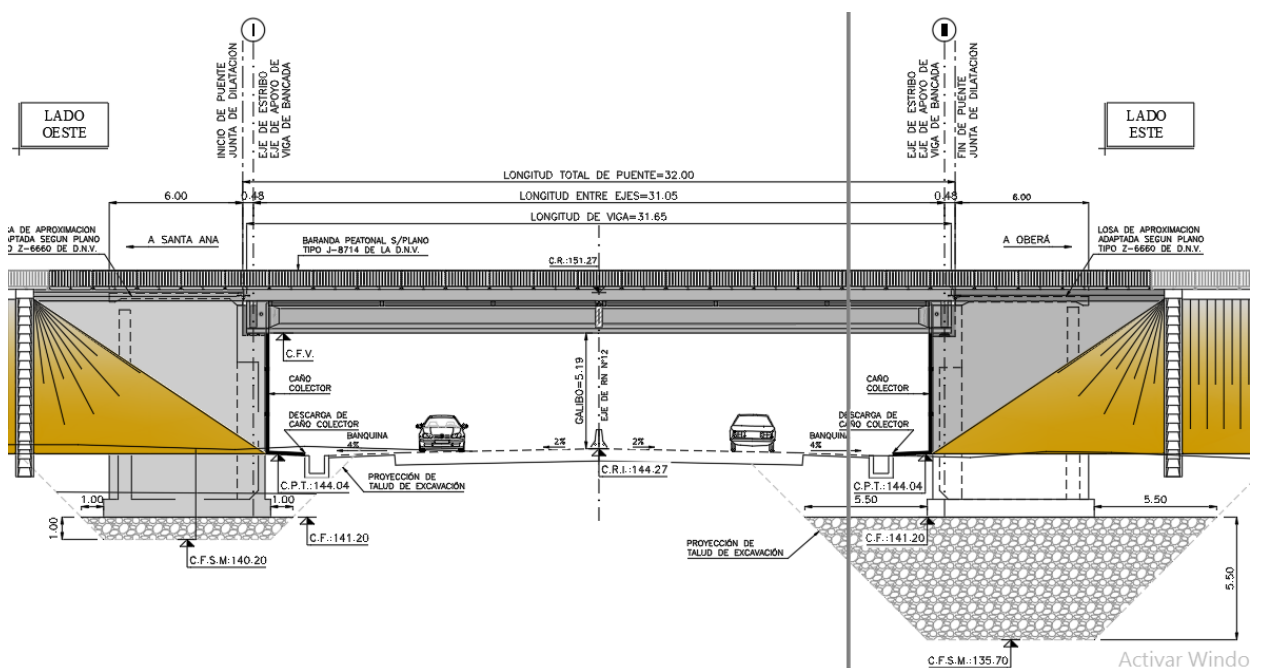 I
II
INICIO DE PUENTE
JUNTA DE DILATACION
EJE DE ESTRIBO
EJE DE APOYO DE
VIGA DE BANCADA
EJE DE ESTRIBO
EJE DE APOYO DE
VIGA DE BANCADA
FIN DE PUENTE
JUNTA DE DILATACION
LADO
OESTE
LADO
ESTE
LONGITUD TOTAL DE PUENTE=32.00
6.00
0.48
LONGITUD ENTRE EJES=31.05
0.48
6.00
LONGITUD DE VIGA=31.65
DE APROXIMACION
SEGUN PLANO
Z-6660 DE D.N.V.
A SANTA ANA
BARANDA PEATONAL S/PLANO
TIPO J-8714 DE LA D.N.V.
C.R.:151.27
A OBERÁ
LOSA DE APROXIMACION
ADAPTADA SEGUN PLANO
TIPO Z-6660 DE D.N.V.
C.F.V.
GALIBO=5.19
EJE DE RN Nº12
CAÑO
COLECTOR
CAÑO
COLECTOR
DESCARGA DE
CAÑO COLECTOR
DESCARGA DE
CAÑO COLECTOR
BANQUINA
4%
2%
2%
BANQUINA
4%
PROYECCIÓN DE
TALUD DE EXCAVACIÓN
C.R.I.:144.27
C.P.T.:144.04
C.P.T.:144.04
1.00
1.00
5.50
5.50
1.00
C.F.:141.20
C.F.:141.20
PROYECCIÓN DE
TALUD DE EXCAVACIÓN
C.F.S.M:140.20
5.50
C.F.S.M.:135.70
Activar Windo